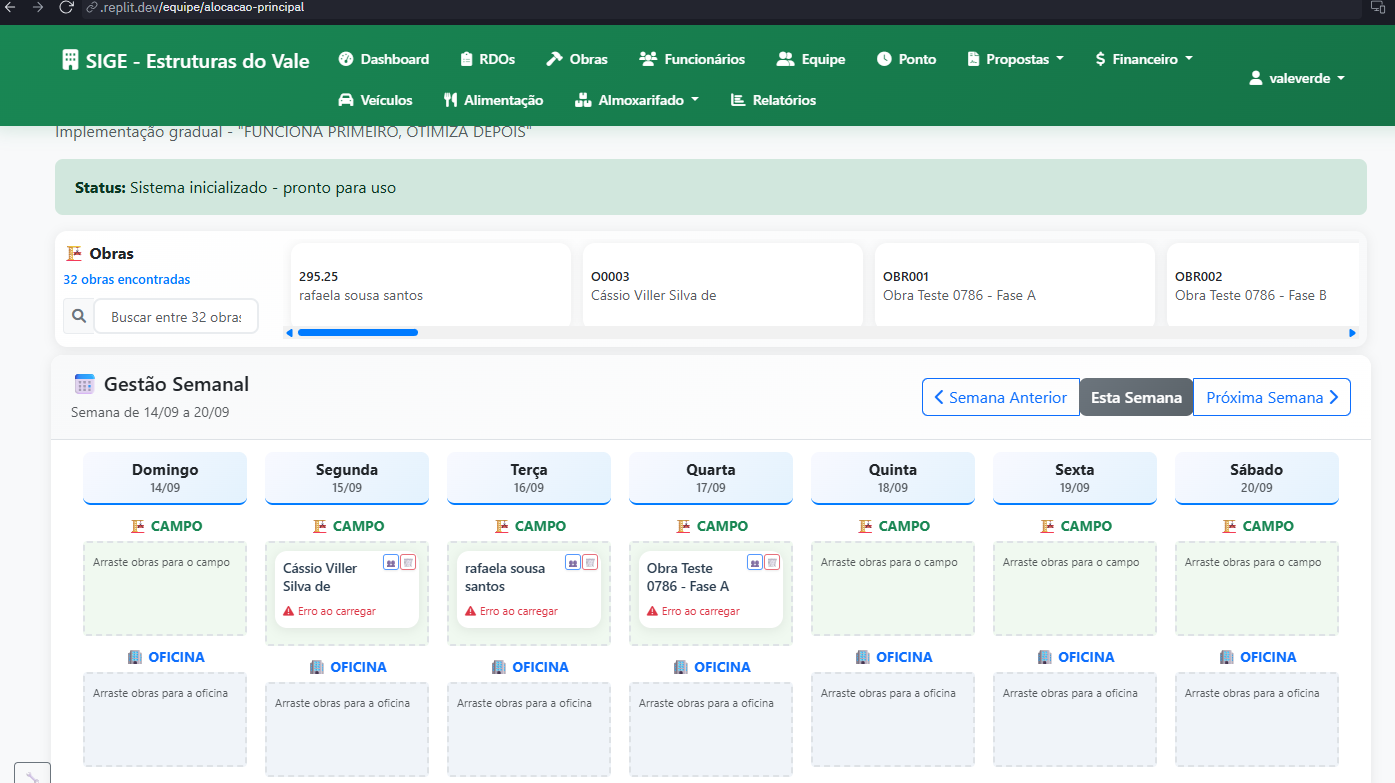 .replit.dev/equipe/alocacao-principal
SIGE - Estruturas do Vale
Dashboard
RDOs
Obras
Funcionários
Equipe
Ponto
Propostas
Financeiro
valeverde
Veículos
Alimentação
Almoxarifado
Relatórios
Implementação gradual - "FUNCIONA PRIMEIRO, OTIMIZA DEPOIS"
Status: Sistema inicializado - pronto para uso
Obras
32 obras encontradas
Buscar entre 32 obras
295.25
rafaela sousa santos
O0003
Cássio Viller Silva de
OBR001
Obra Teste 0786 - Fase A
OBR002
Obra Teste 0786 - Fase B
Gestão Semanal
Semana de 14/09 a 20/09
Semana Anterior
Esta Semana
Próxima Semana
Domingo
14/09
CAMPO
Arraste obras para o campo
OFICINA
Arraste obras para a oficina
Segunda
15/09
CAMPO
Cássio Viller
Silva de
Erro ao carregar
OFICINA
Arraste obras para a oficina
Terça
16/09
CAMPO
rafaela sousa
santos
Erro ao carregar
OFICINA
Arraste obras para a oficina
Quarta
17/09
CAMPO
Obra Teste
0786 - Fase A
Erro ao carregar
OFICINA
Arraste obras para a oficina
Quinta
18/09
CAMPO
Arraste obras para o campo
OFICINA
Arraste obras para a oficina
Sexta
19/09
CAMPO
Arraste obras para o campo
OFICINA
Arraste obras para a oficina
Sábado
20/09
CAMPO
Arraste obras para o campo
OFICINA
Arraste obras para a oficina